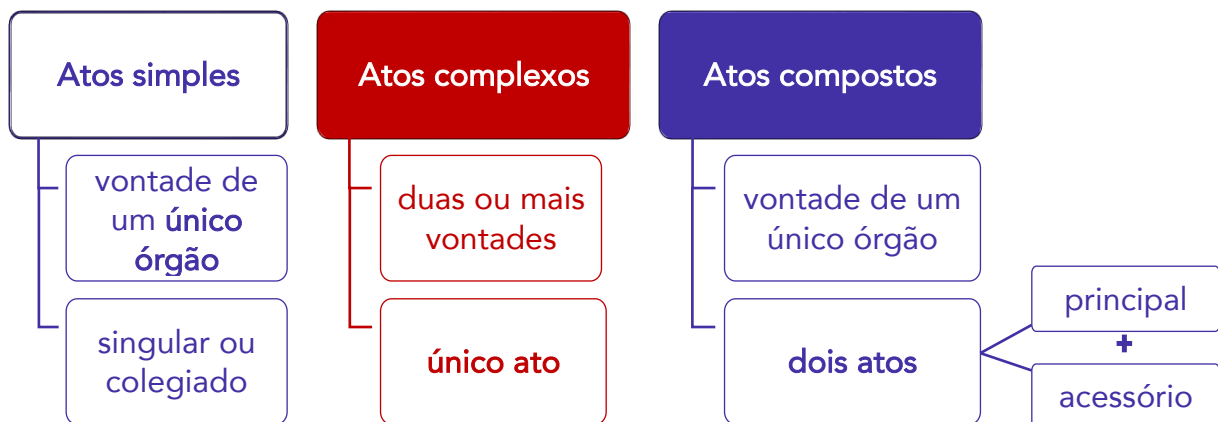 Atos simples
vontade de
um único
órgão
singular ou
colegiado
Atos complexos
duas ou mais
vontades
único ato
Atos compostos
vontade de um
único órgão
dois atos
principal
+
acessório